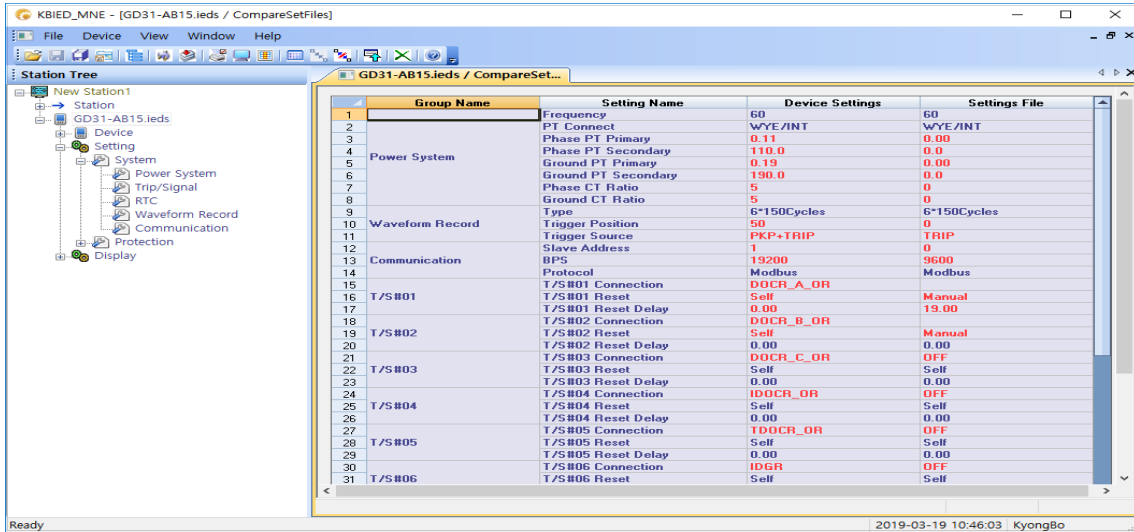 KBIED_MNE - [GD31-AB15.ieds / CompareSetFiles]
File Device View Window Help
Station Tree
New Station1
Station
GD31-AB15.ieds
Device
Setting
System
Power System
Trip/Signal
RTC
Waveform Record
Communication
Protection
Display
GD31-AB15.ieds / CompareSet...
Group Name Setting Name Device Settings Settings File
1 Frequency 60 60
2 PT Connect WYE/INT WYE/INT
3 Phase PT Primary 0.11 0.00
4 Phase PT Secondary 110.0 0.0
5 Power System Ground PT Primary 0.19 0.00
6 Ground PT Secondary 190.0 0.0
7 Phase CT Ratio 5 0
8 Ground CT Ratio 5 0
9 Type 6*150Cycles 6*150Cycles
10 Waveform Record Trigger Position 50 0
11 Trigger Source PKP+TRIP TRIP
12 Slave Address 1 0
13 Communication BPS 19200 9600
14 Protocol Modbus Modbus
15 T/S#01 Connection DOCR_A_OR
16 T/S#01 T/S#01 Reset Self Manual
17 T/S#01 Reset Delay 0.00 19.00
18 T/S#02 Connection DOCR_B_OR
19 T/S#02 T/S#02 Reset Self Manual
20 T/S#02 Reset Delay 0.00 0.00
21 T/S#03 Connection DOCR_C_OR OFF
22 T/S#03 T/S#03 Reset Self Self
23 T/S#03 Reset Delay 0.00 0.00
24 T/S#04 Connection IDOCR_OR OFF
25 T/S#04 T/S#04 Reset Self Self
26 T/S#04 Reset Delay 0.00 0.00
27 T/S#05 Connection TDOCR_OR OFF
28 T/S#05 T/S#05 Reset Self Self
29 T/S#05 Reset Delay 0.00 0.00
30 T/S#06 Connection IDGR OFF
31 T/S#06 T/S#06 Reset Self Self
Ready 2019-03-19 10:46:03 KyongBo